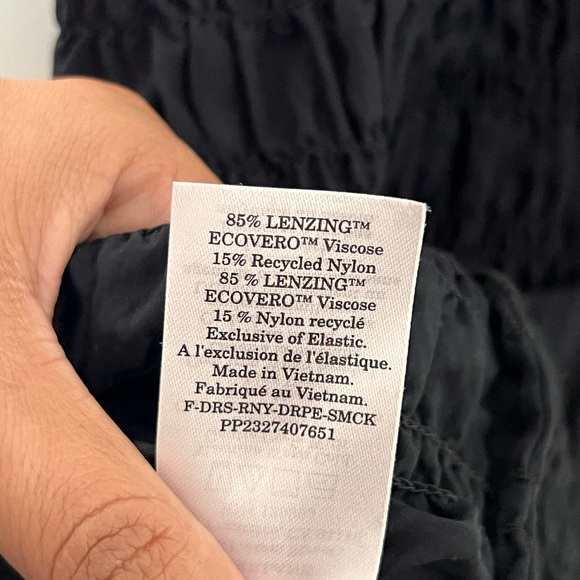 85% LENZING™
ECOVERO™ Viscose
15% Recycled Nylon
85 % LENZING™
ECOVERO™ Viscose
15 % Nylon recyclé
Exclusive of Elastic.
A l'exclusion de l'élastique.
Made in Vietnam.
Fabriqué au Vietnam.
F-DRS-RNY-DRPE-SMCK
PP2327407651